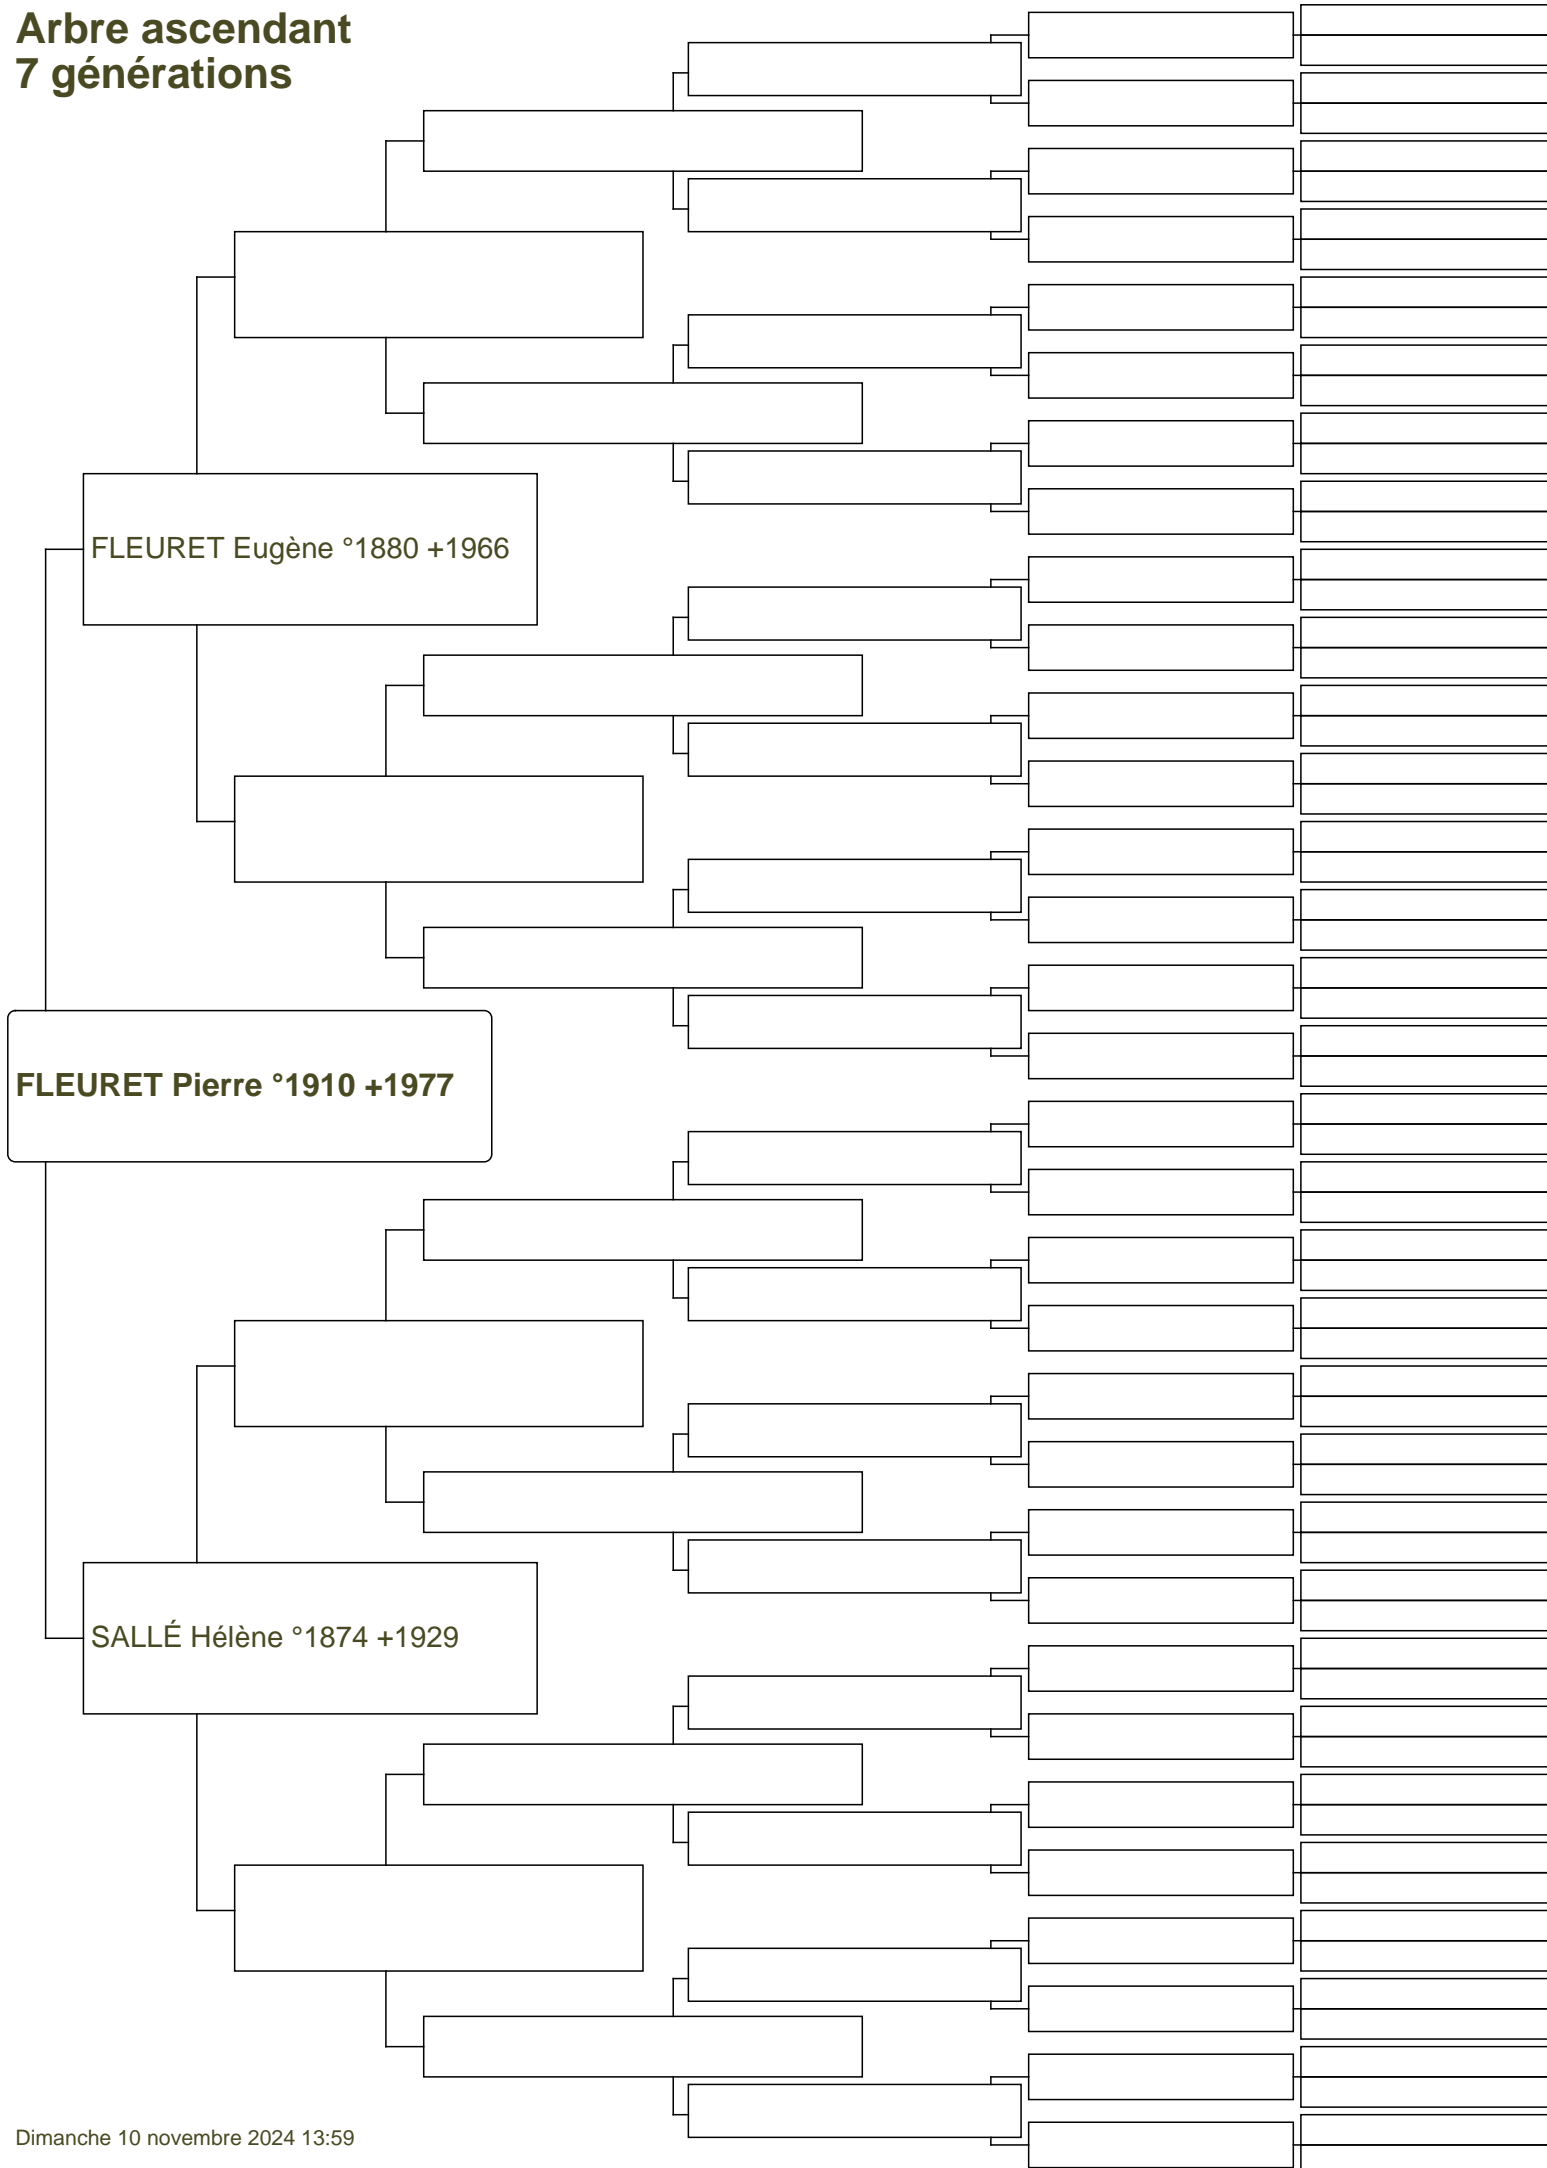 Arbre ascendant
7 générations
FLEURET Eugène °1880 +1966
FLEURET Pierre °1910 +1977
SALLÉ Hélène °1874 +1929
Dimanche 10 novembre 2024 13:59